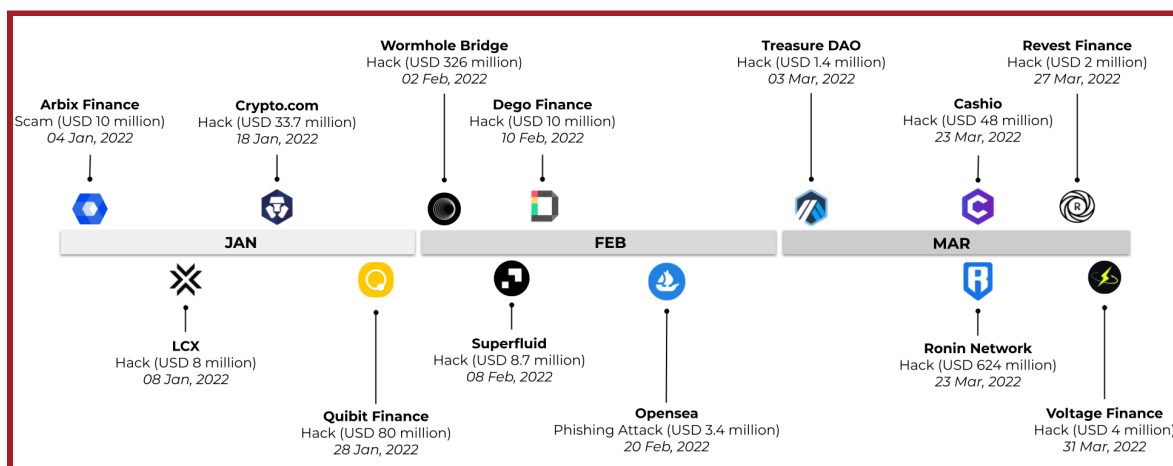 Wormhole Bridge
Hack (USD 326 million)
02 Feb, 2022
Treasure DAO
Hack (USD 1.4 million)
03 Mar, 2022
Revest Finance
Hack (USD 2 million)
27 Mar, 2022
Arbix Finance
Scam (USD 10 million)
04 Jan, 2022
Crypto.com
Hack (USD 33.7 million)
18 Jan, 2022
Dego Finance
Hack (USD 10 million)
10 Feb, 2022
Cashio
Hack (USD 48 million)
23 Mar, 2022
JAN
FEB
MAR
LCX
Hack (USD 8 million)
08 Jan, 2022
Superfluid
Hack (USD 8.7 million)
08 Feb, 2022
Ronin Network
Hack (USD 624 million)
23 Mar, 2022
Quibit Finance
Hack (USD 80 million)
28 Jan, 2022
Opensea
Phishing Attack (USD 3.4 million)
20 Feb, 2022
Voltage Finance
Hack (USD 4 million)
31 Mar, 2022